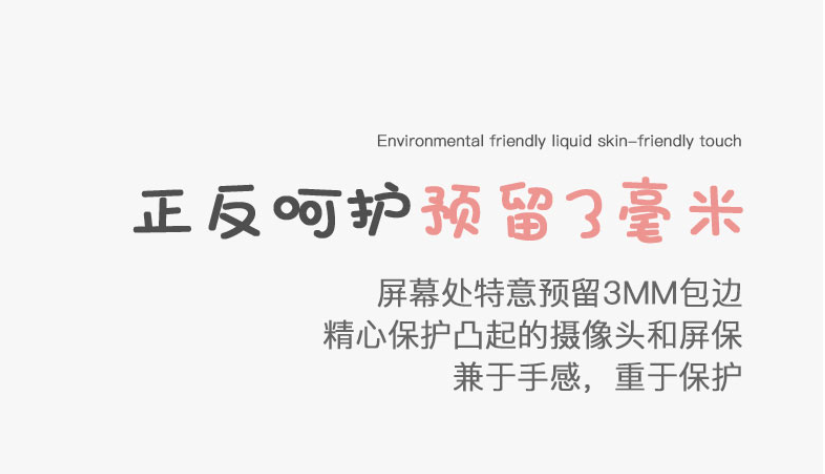 Environmental friendly liquid skin-friendly touch
正反呵护预留3毫米
屏幕处特意预留3MM包边
精心保护凸起的摄像头和屏保
兼于手感，重于保护